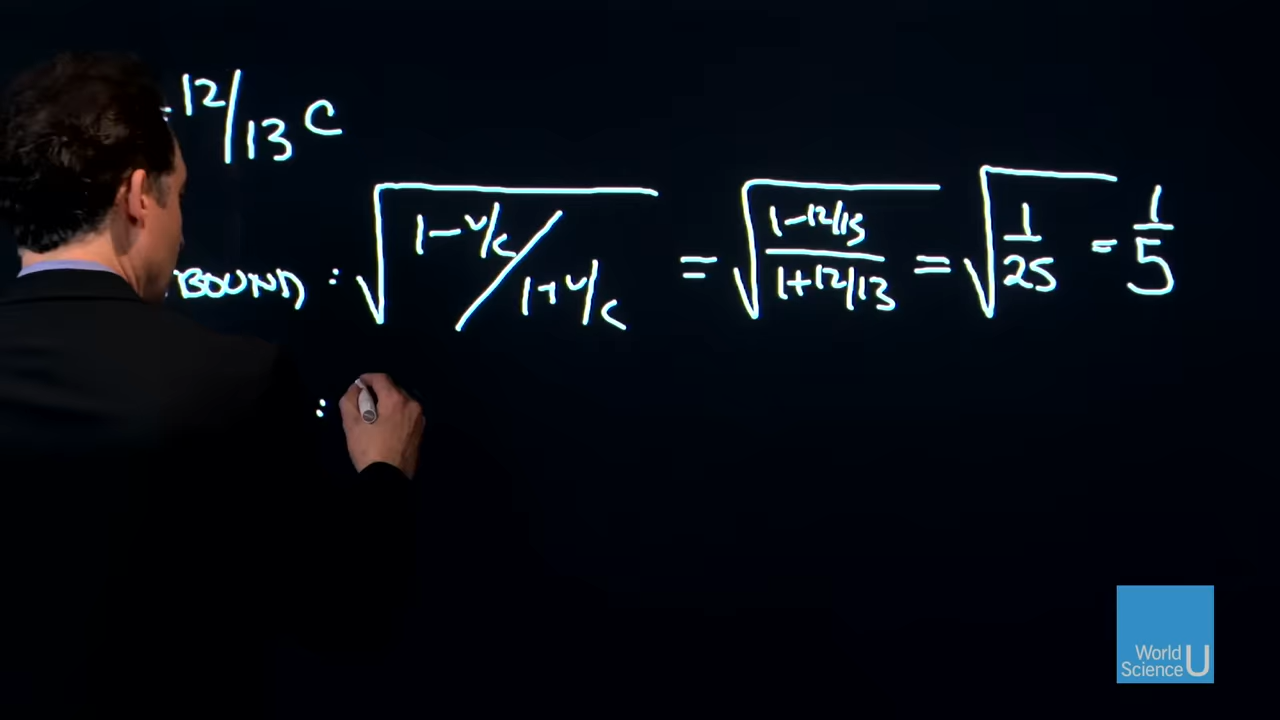 = 12/13 C
BOUND : √(1-v/c / 1+v/c) = √(1-12/13 / 1+12/13) = √(1/25) = 1/5
:
World
Science U